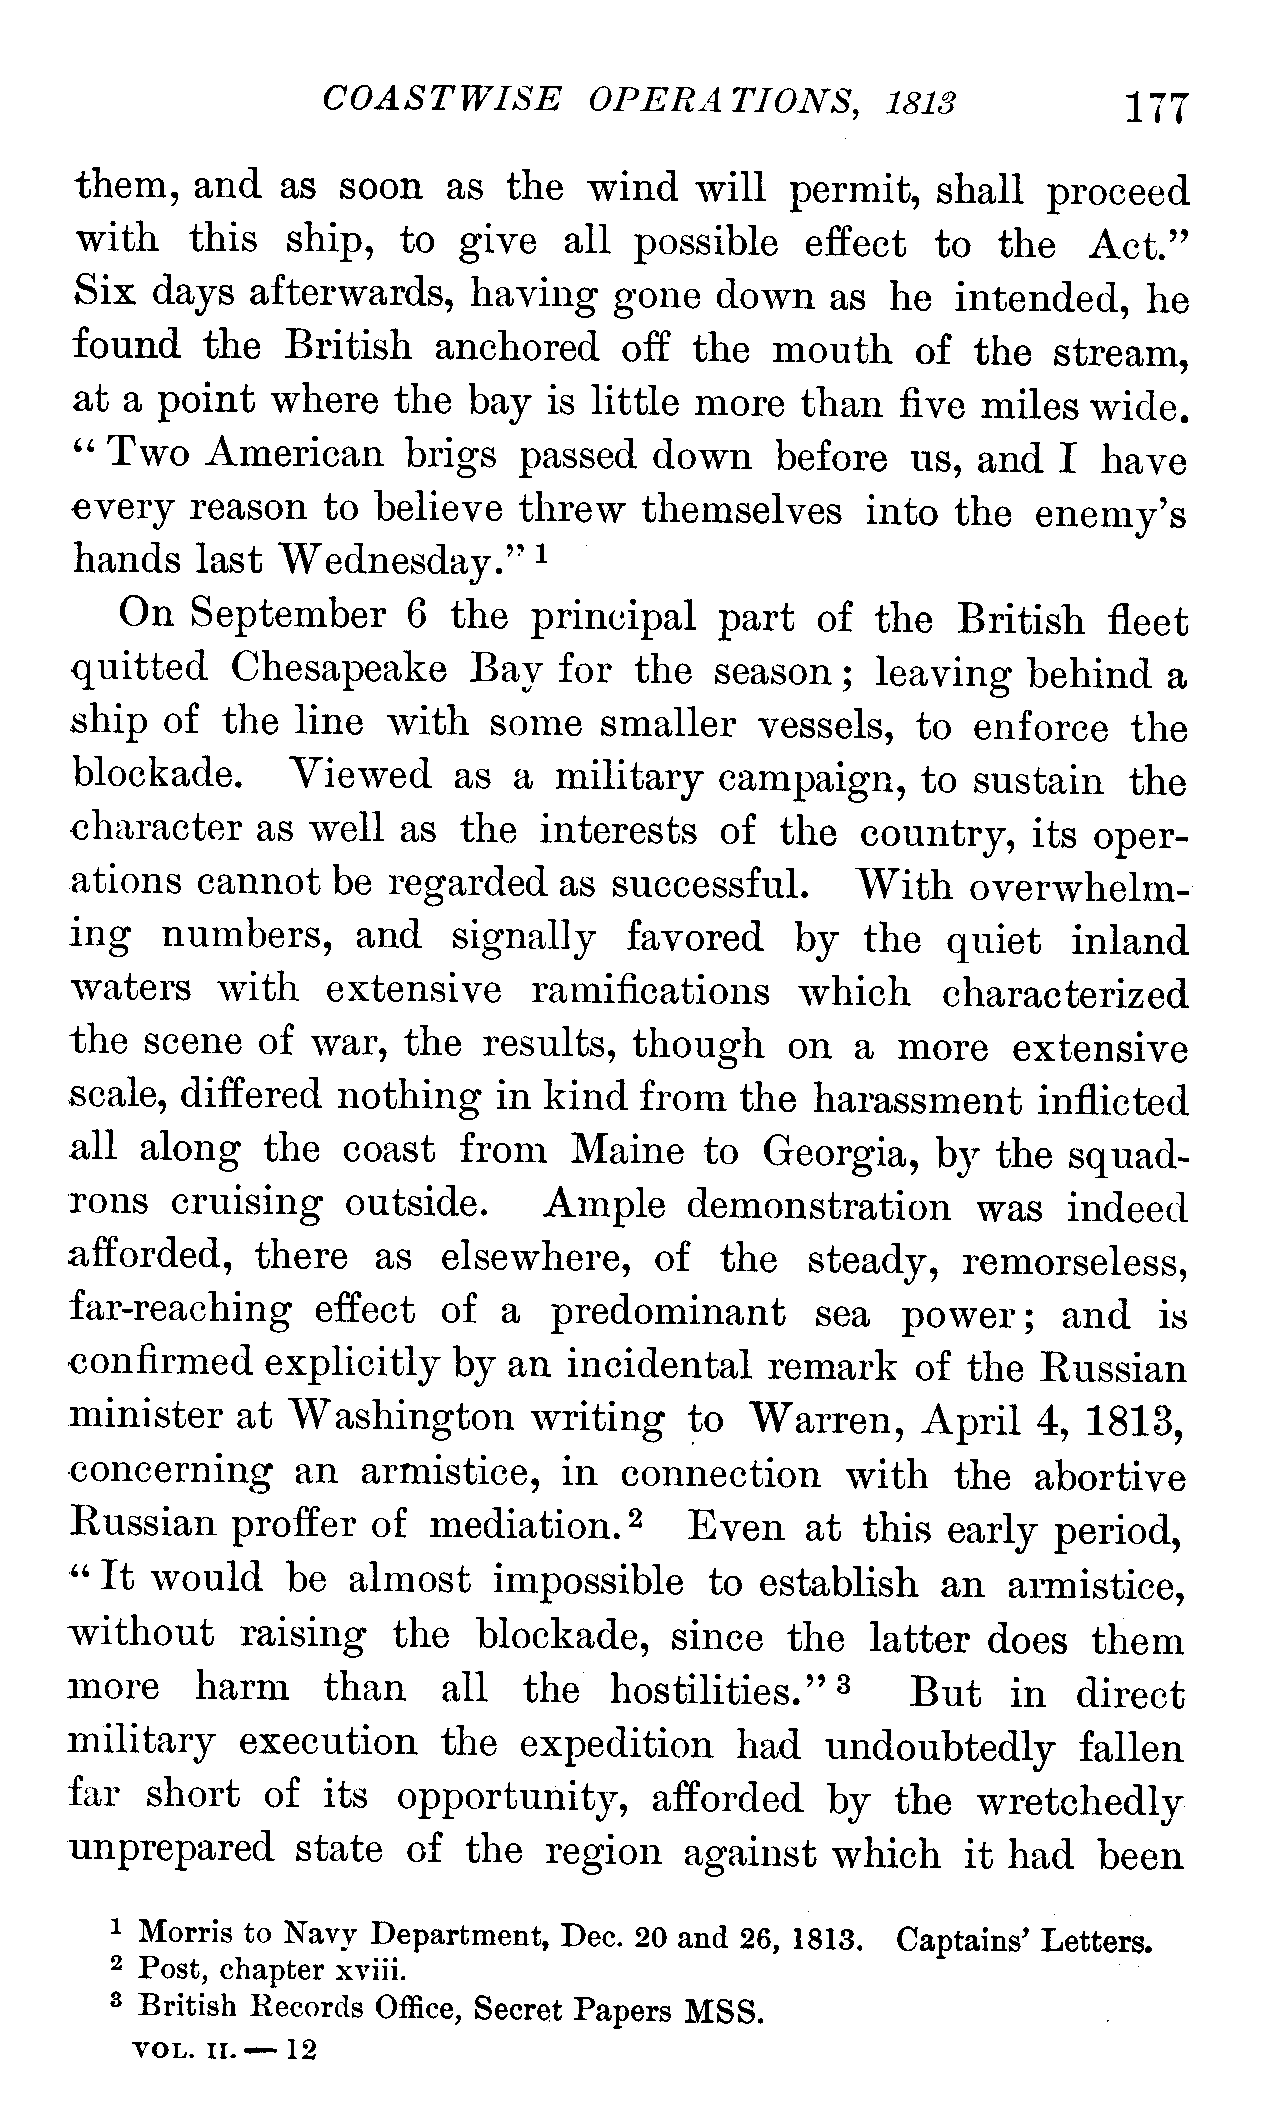 COASTWISE OPERATIONS, 1813 177
them, and as soon as the wind will permit, shall proceed
with this ship, to give all possible effect to the Act."
Six days afterwards, having gone down as he intended, he
found the British anchored off the mouth of the stream,
at a point where the bay is little more than five miles wide.
"Two American brigs passed down before us, and I have
every reason to believe threw themselves into the enemy's
hands last Wednesday." 1
On September 6 the principal part of the British fleet
quitted Chesapeake Bay for the season; leaving behind a
ship of the line with some smaller vessels, to enforce the
blockade. Viewed as a military campaign, to sustain the
character as well as the interests of the country, its oper-
ations cannot be regarded as successful. With overwhelm-
ing numbers, and signally favored by the quiet inland
waters with extensive ramifications which characterized
the scene of war, the results, though on a more extensive
scale, differed nothing in kind from the harassment inflicted
all along the coast from Maine to Georgia, by the squad-
rons cruising outside. Ample demonstration was indeed
afforded, there as elsewhere, of the steady, remorseless,
far-reaching effect of a predominant sea power; and is
confirmed explicitly by an incidental remark of the Russian
minister at Washington writing to Warren, April 4, 1813,
concerning an armistice, in connection with the abortive
Russian proffer of mediation.2 Even at this early period,
"It would be almost impossible to establish an armistice,
without raising the blockade, since the latter does them
more harm than all the hostilities." 3 But in direct
military execution the expedition had undoubtedly fallen
far short of its opportunity, afforded by the wretchedly
unprepared state of the region against which it had been
1 Morris to Navy Department, Dec. 20 and 26, 1813. Captains' Letters.
2 Post, chapter xviii.
3 British Records Office, Secret Papers MSS.
VOL. II.—12